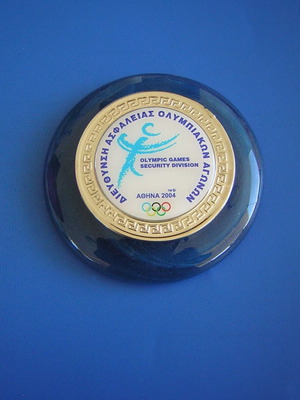 ΔΙΕΥΘΥΝΣΗ ΑΣΦΑΛΕΙΑΣ ΟΛΥΜΠΙΑΚΩΝ ΑΓΩΝΩΝ
OLYMPIC GAMES
SECURITY DIVISION
ΑΘΗΝΑ 2004